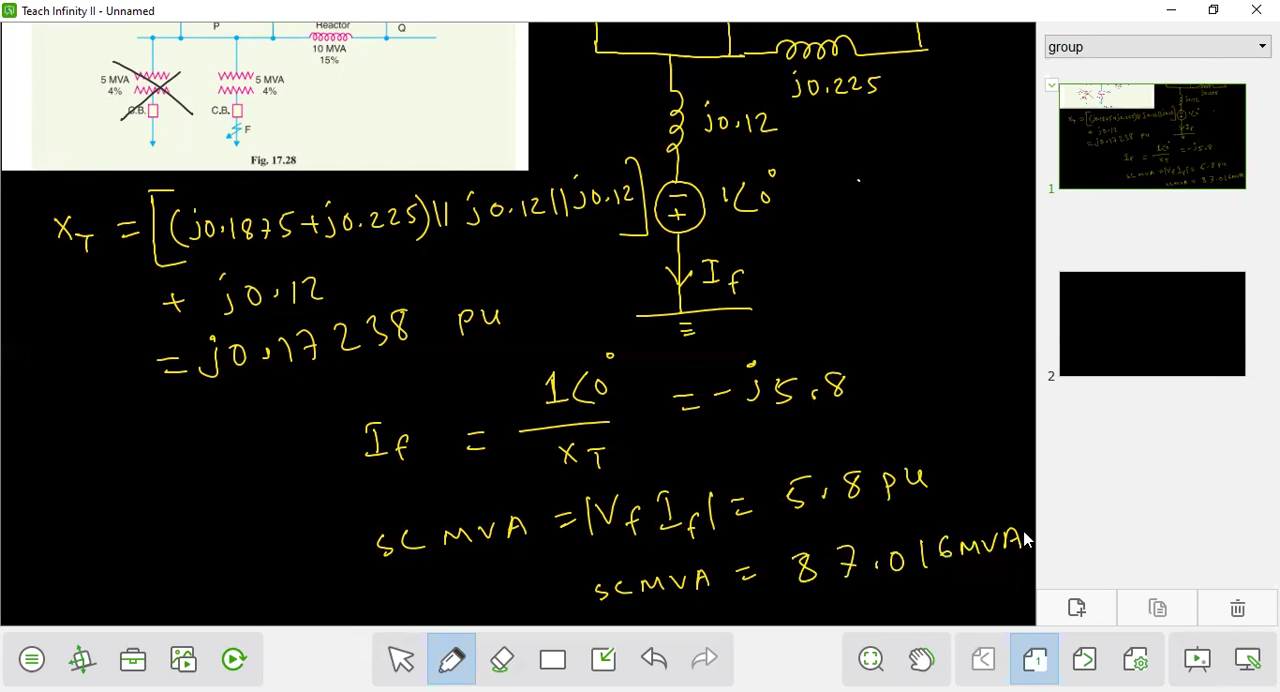 Teach Infinity II - Unnamed
group
P
Reactor
Q
10 MVA
15%
5 MVA
4%
5 MVA
4%
C.B.
C.B.
F
Fig. 17.28
j0.225
j0.12
1∠0°
X_T = [(j0.1875+j0.225)||j0.12||j0.12]
+ j0.12
= j0.17238 pu
I_f
I_f = 1∠0° / X_T = -j5.8
SC MVA = |V_f I_f| = 5.8 pu
SC MVA = 87.016 MVA
1
2
1